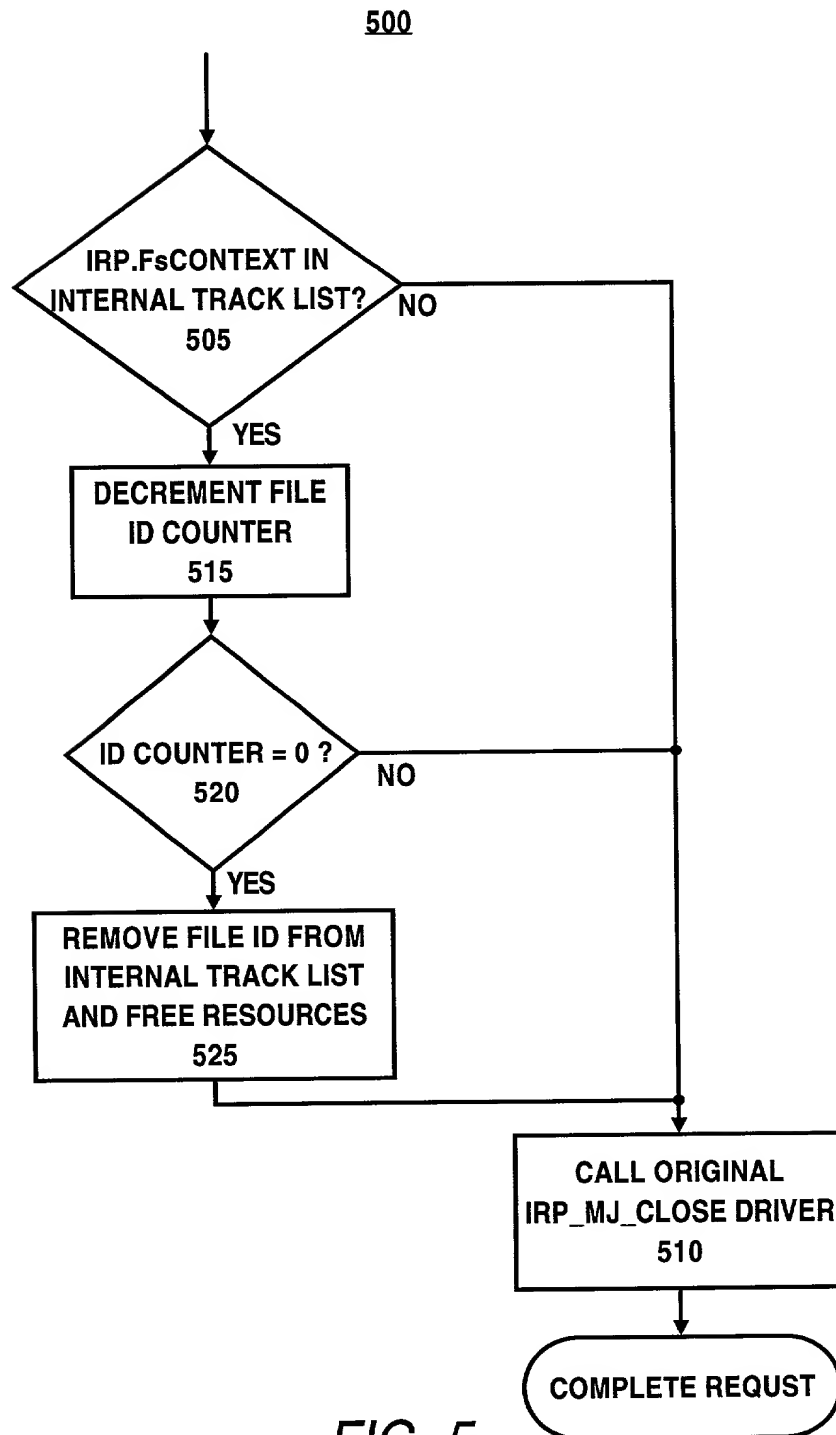 500
IRP.FsCONTEXT IN
INTERNAL TRACK LIST?
505
NO
YES
DECREMENT FILE
ID COUNTER
515
ID COUNTER = 0 ?
520
NO
YES
REMOVE FILE ID FROM
INTERNAL TRACK LIST
AND FREE RESOURCES
525
CALL ORIGINAL
IRP_MJ_CLOSE DRIVER
510
COMPLETE REQUST
FIG. 5